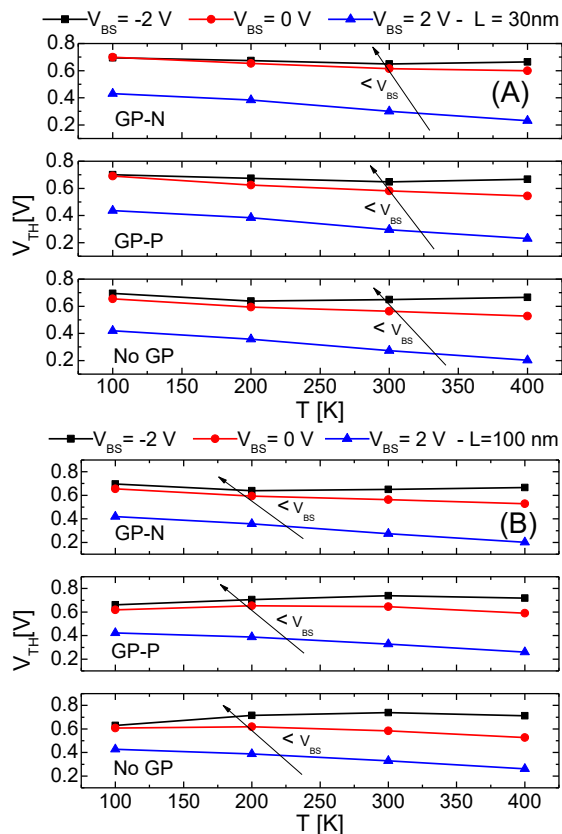 V_BS = -2 V V_BS = 0 V V_BS = 2 V - L = 30nm
0.8
0.6
0.4
0.2
GP-N
< V_BS
(A)
V_TH [V]
0.8
0.6
0.4
0.2
GP-P
< V_BS
0.8
0.6
0.4
0.2
No GP
< V_BS
100 150 200 250 300 350 400
T [K]
V_BS = -2 V V_BS = 0 V V_BS = 2 V - L=100 nm
0.8
0.6
0.4
0.2
GP-N
< V_BS
(B)
V_TH [V]
0.8
0.6
0.4
0.2
GP-P
< V_BS
0.8
0.6
0.4
0.2
No GP
< V_BS
100 150 200 250 300 350 400
T [K]